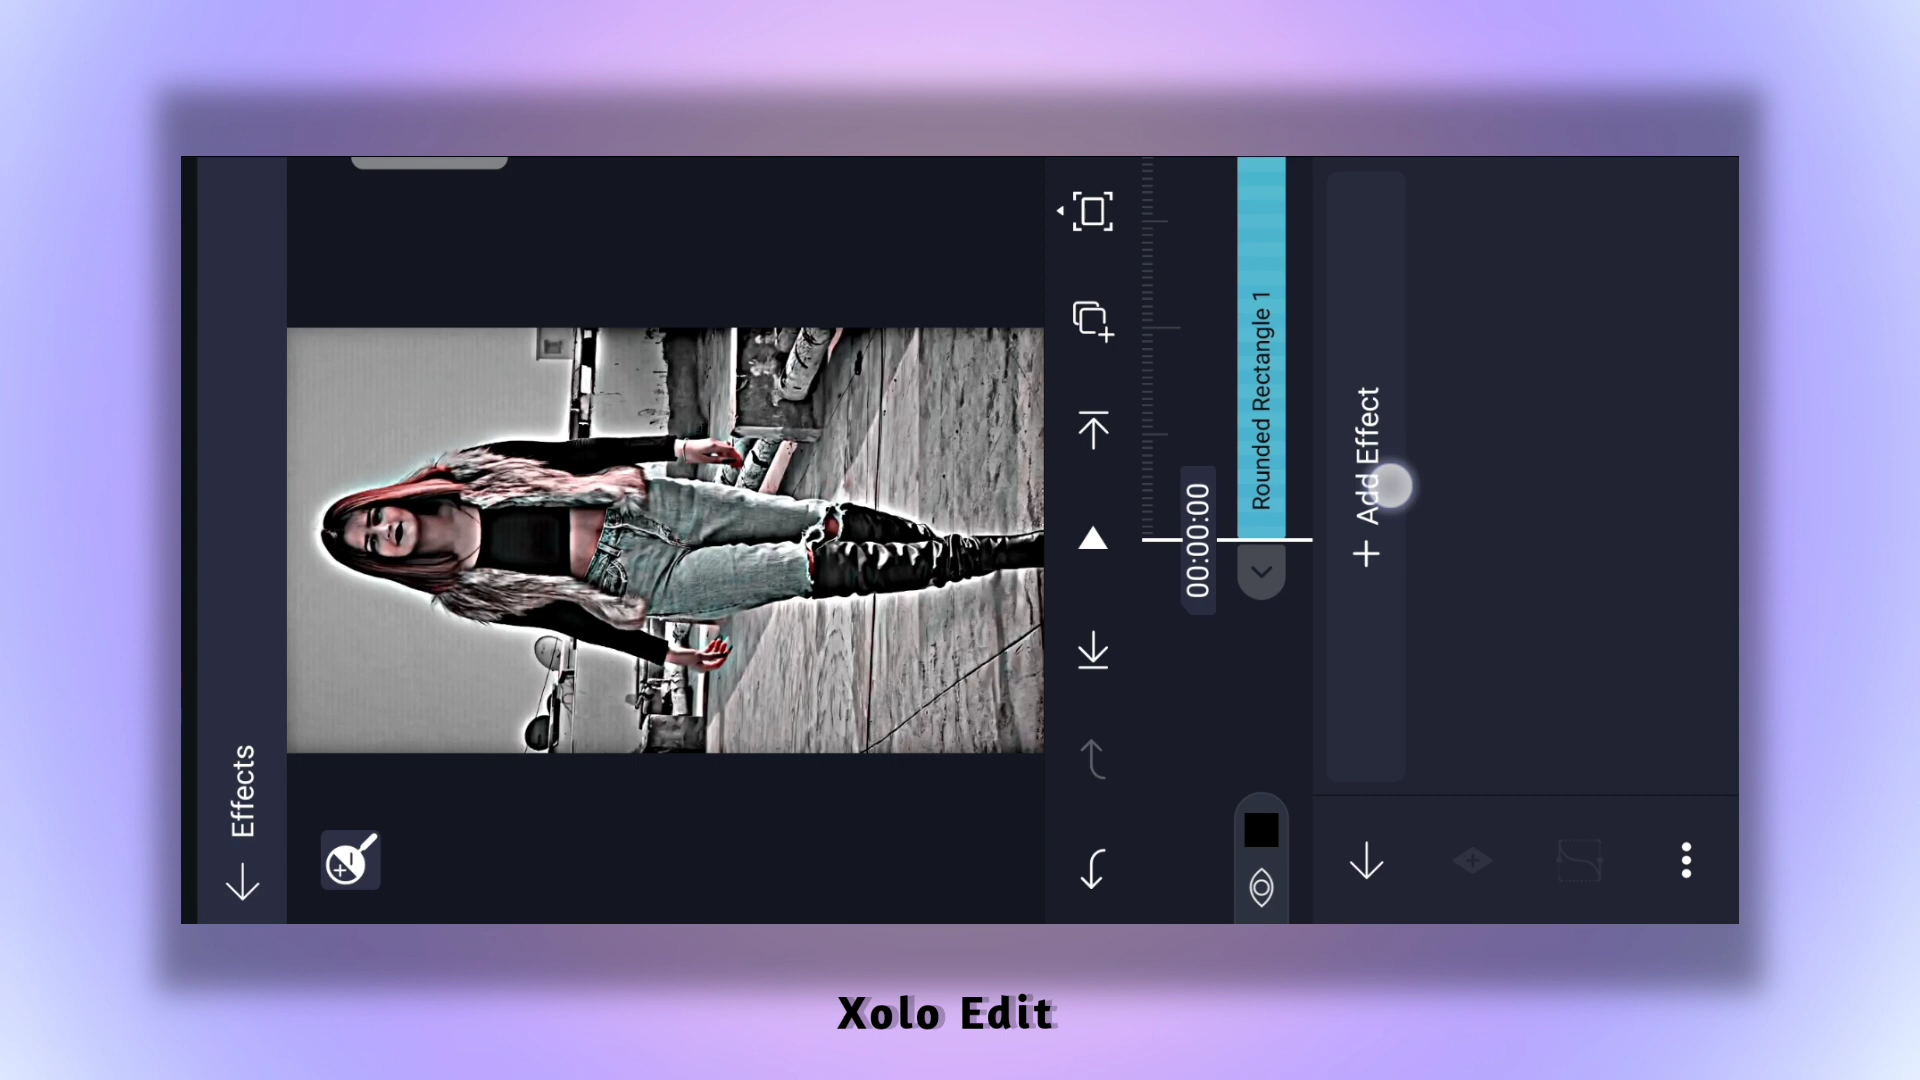 Effects
00:00:00
Rounded Rectangle 1
+ Add Effect
Xolo Edit